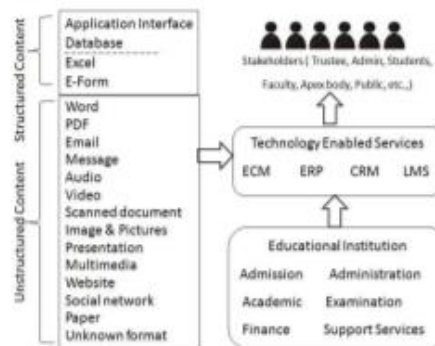 Structured Content
Application Interface
Database
Excel
E-Form
Unstructured Content
Word
PDF
Email
Message
Audio
Video
Scanned document
Image & Pictures
Presentation
Multimedia
Website
Social network
Paper
Unknown format
Stakeholders ( Trustee, Admin, Students,
Faculty, Apex body, Public, etc.,)
Technology Enabled Services
ECM ERP CRM LMS
Educational Institution
Admission Administration
Academic Examination
Finance Support Services